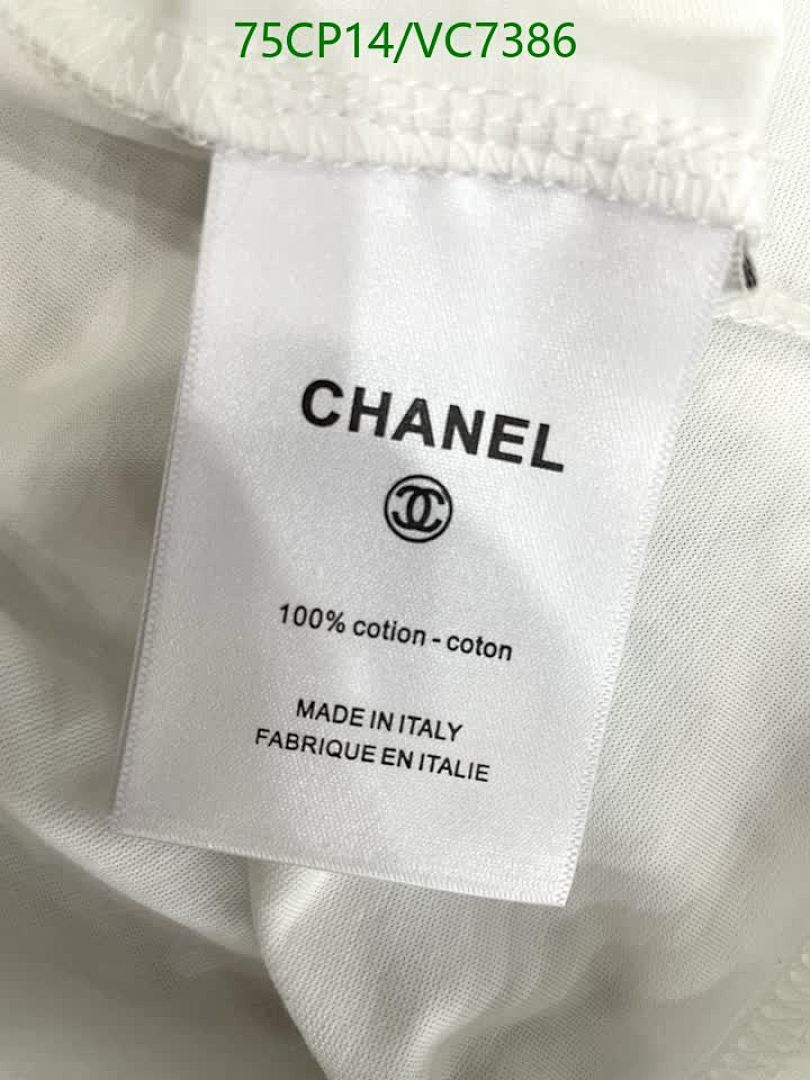 75CP14/VC7386
CHANEL
100% cotion - coton
MADE IN ITALY
FABRIQUE EN ITALIE